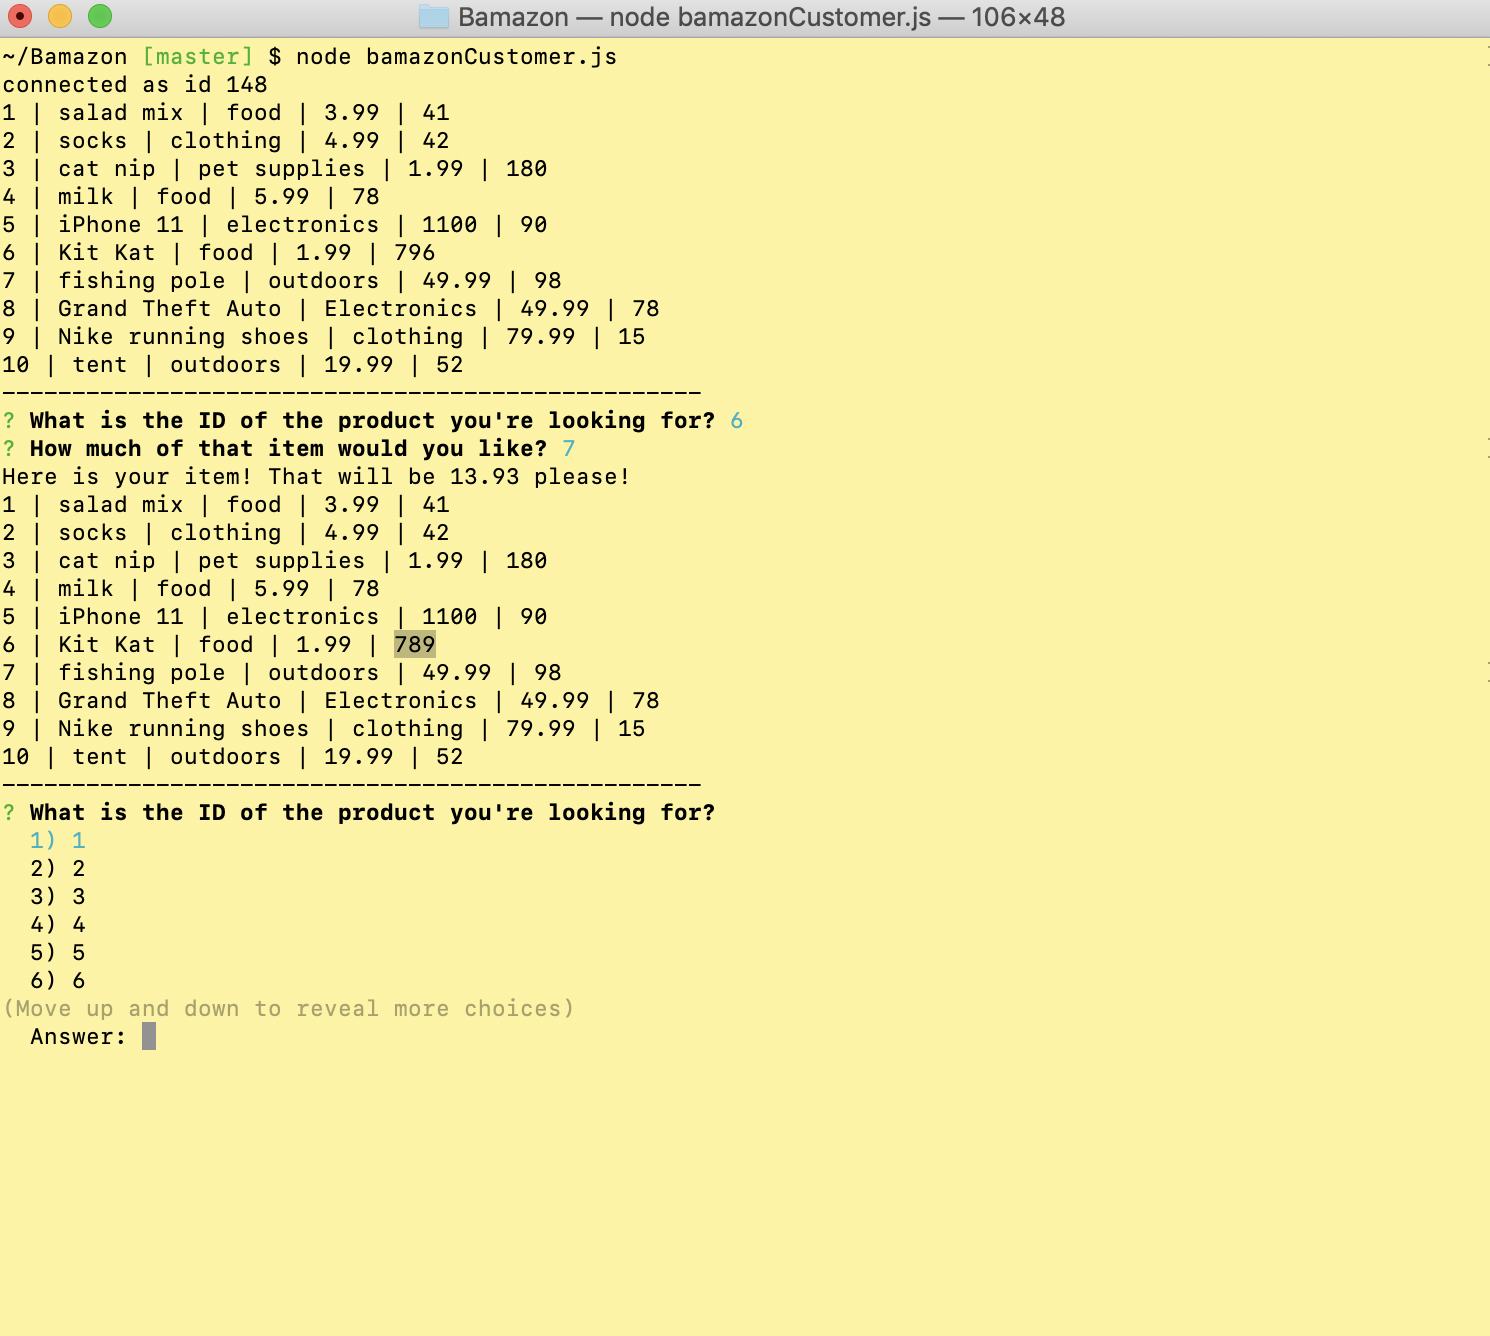 Bamazon — node bamazonCustomer.js — 106×48
~/Bamazon [master] $ node bamazonCustomer.js
connected as id 148
1 | salad mix | food | 3.99 | 41
2 | socks | clothing | 4.99 | 42
3 | cat nip | pet supplies | 1.99 | 180
4 | milk | food | 5.99 | 78
5 | iPhone 11 | electronics | 1100 | 90
6 | Kit Kat | food | 1.99 | 796
7 | fishing pole | outdoors | 49.99 | 98
8 | Grand Theft Auto | Electronics | 49.99 | 78
9 | Nike running shoes | clothing | 79.99 | 15
10 | tent | outdoors | 19.99 | 52
--------------------------------------------------
? What is the ID of the product you're looking for? 6
? How much of that item would you like? 7
Here is your item! That will be 13.93 please!
1 | salad mix | food | 3.99 | 41
2 | socks | clothing | 4.99 | 42
3 | cat nip | pet supplies | 1.99 | 180
4 | milk | food | 5.99 | 78
5 | iPhone 11 | electronics | 1100 | 90
6 | Kit Kat | food | 1.99 | 789
7 | fishing pole | outdoors | 49.99 | 98
8 | Grand Theft Auto | Electronics | 49.99 | 78
9 | Nike running shoes | clothing | 79.99 | 15
10 | tent | outdoors | 19.99 | 52
--------------------------------------------------
? What is the ID of the product you're looking for?
1) 1
2) 2
3) 3
4) 4
5) 5
6) 6
(Move up and down to reveal more choices)
Answer: